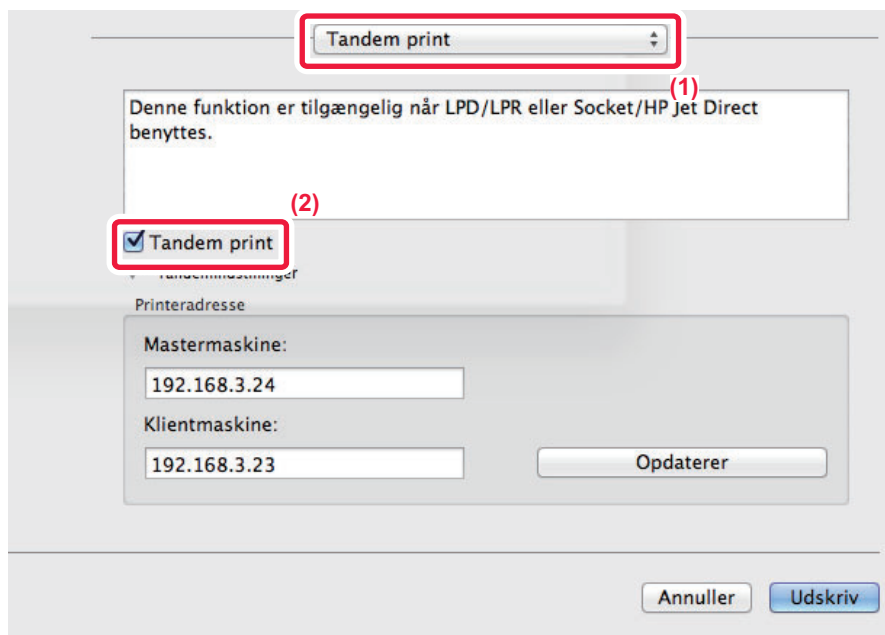 Tandem print
(1)
Denne funktion er tilgængelig når LPD/LPR eller Socket/HP Jet Direct
benyttes.
(2)
Tandem print
Tandemindstillinger
Printeradresse
Mastermaskine:
192.168.3.24
Klientmaskine:
192.168.3.23
Opdaterer
Annuller
Udskriv